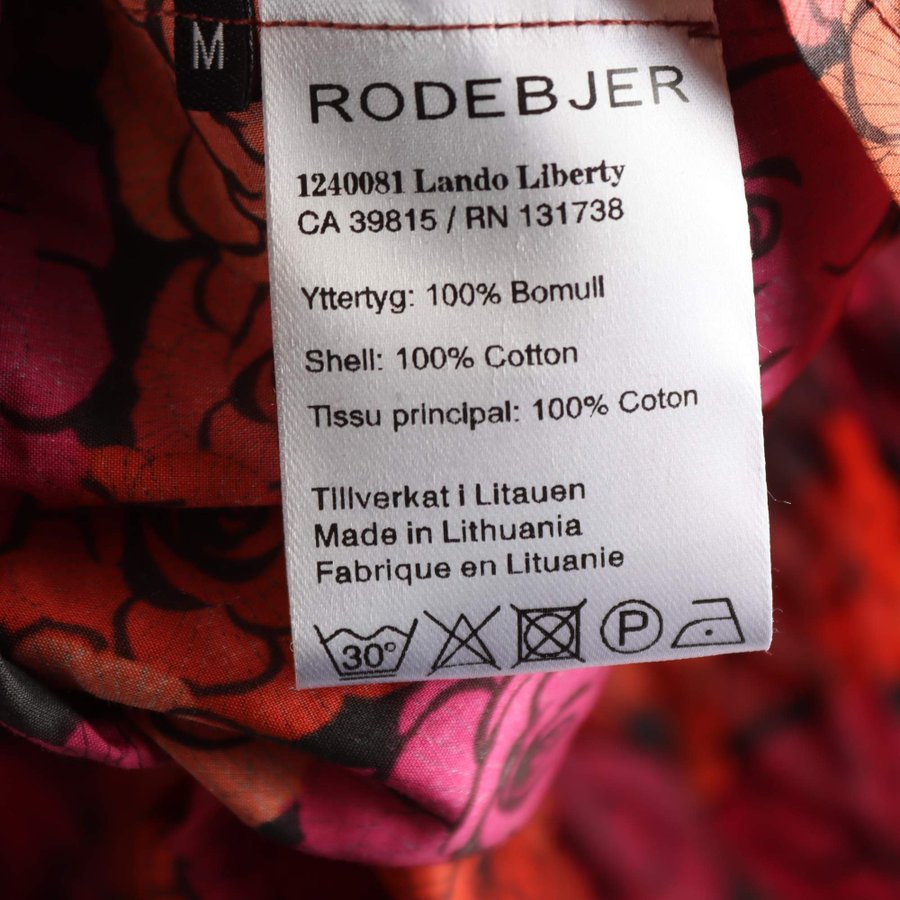 M
RODEBJER
1240081 Lando Liberty
CA 39815 / RN 131738
Yttertyg: 100% Bomull
Shell: 100% Cotton
Tissu principal: 100% Coton
Tillverkat i Litauen
Made in Lithuania
Fabrique en Lituanie
30° P